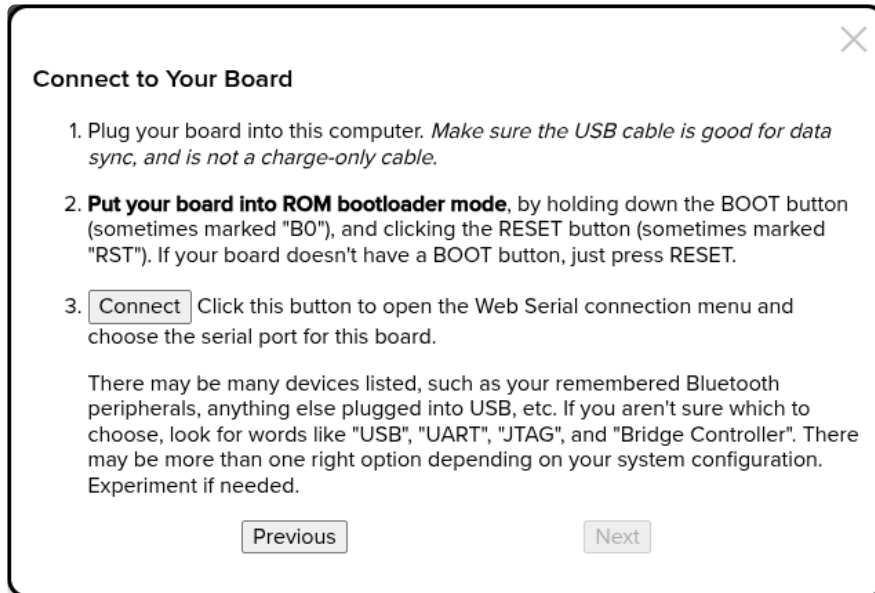 Connect to Your Board
1. Plug your board into this computer. Make sure the USB cable is good for data
sync, and is not a charge-only cable.
2. Put your board into ROM bootloader mode, by holding down the BOOT button
(sometimes marked "B0"), and clicking the RESET button (sometimes marked
"RST"). If your board doesn't have a BOOT button, just press RESET.
3. Connect Click this button to open the Web Serial connection menu and
choose the serial port for this board.
There may be many devices listed, such as your remembered Bluetooth
peripherals, anything else plugged into USB, etc. If you aren't sure which to
choose, look for words like "USB", "UART", "JTAG", and "Bridge Controller". There
may be more than one right option depending on your system configuration.
Experiment if needed.
Previous Next